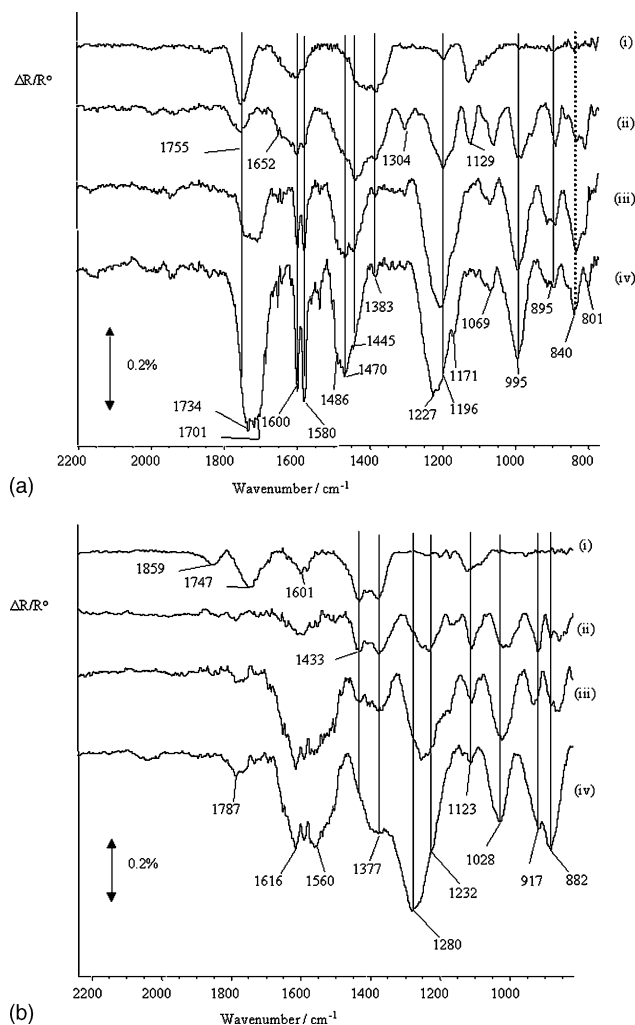 (i)
ΔR/R°
(ii)
1755
1652
1304
1129
(iii)
(iv)
1383
1069
895
801
0.2%
1445
1171
840
1470
995
1486
1196
1734
1600
1227
1701
1580
2200 2000 1800 1600 1400 1200 1000 800
(a)
Wavenumber / cm-1
(i)
1859
1747
1601
ΔR/R°
(ii)
1433
(iii)
(iv)
1787
1123
0.2%
1028
1616
1560
1377
1232
917
882
1280
2200 2000 1800 1600 1400 1200 1000
(b)
Wavenumber / cm-1